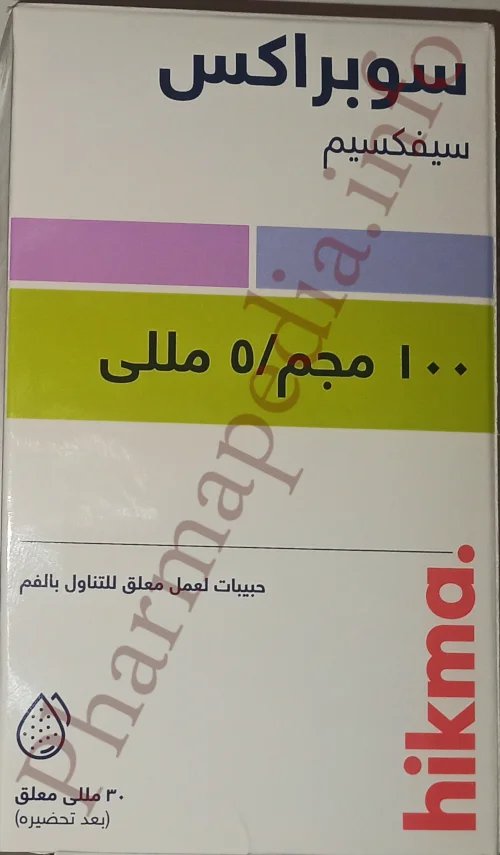 سوبراكس
سيفكسيم
١٠٠ مجم/٥ مللى
حبيبات لعمل معلق للتناول بالفم
hikma.
٣٠ مللى معلق
(بعد تحضيره)
Pharmapedia.info